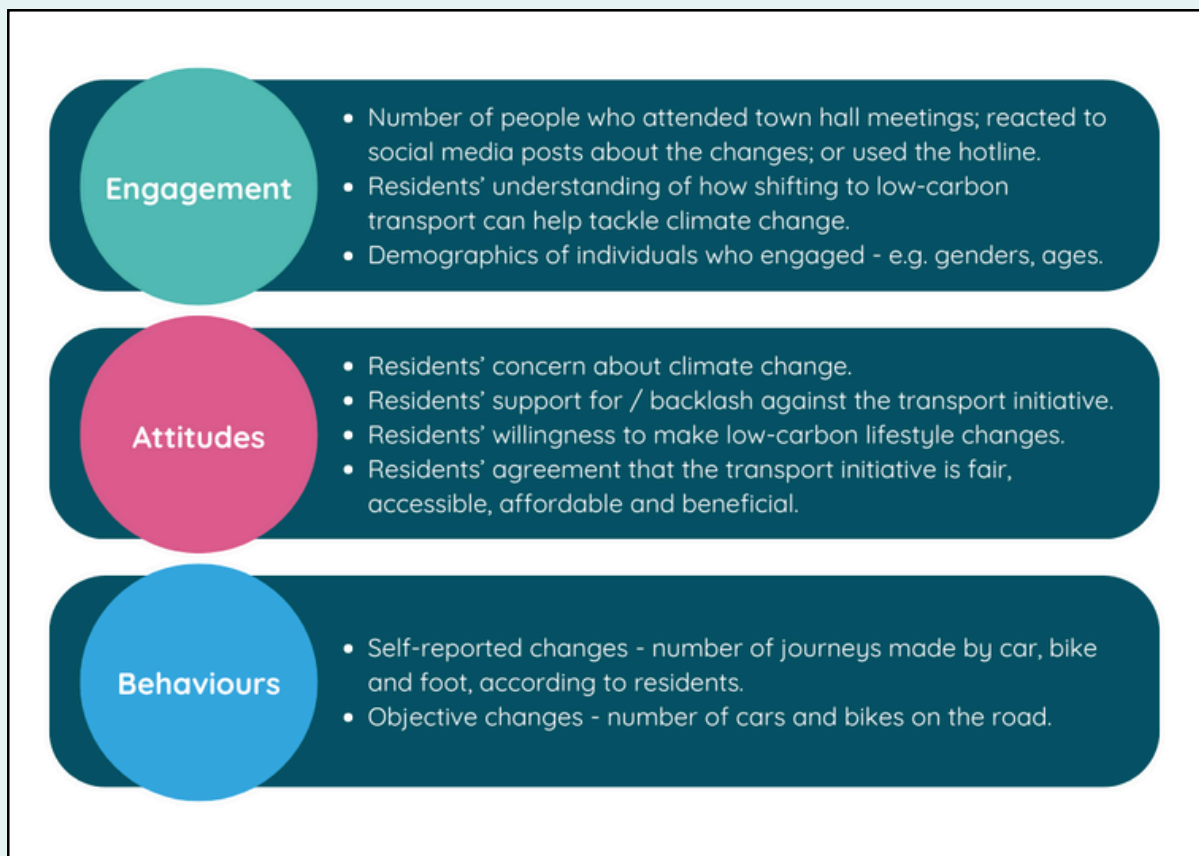 Engagement
• Number of people who attended town hall meetings; reacted to
social media posts about the changes; or used the hotline.
• Residents’ understanding of how shifting to low-carbon
transport can help tackle climate change.
• Demographics of individuals who engaged - e.g. genders, ages.
Attitudes
• Residents’ concern about climate change.
• Residents’ support for / backlash against the transport initiative.
• Residents’ willingness to make low-carbon lifestyle changes.
• Residents’ agreement that the transport initiative is fair,
accessible, affordable and beneficial.
Behaviours
• Self-reported changes - number of journeys made by car, bike
and foot, according to residents.
• Objective changes - number of cars and bikes on the road.